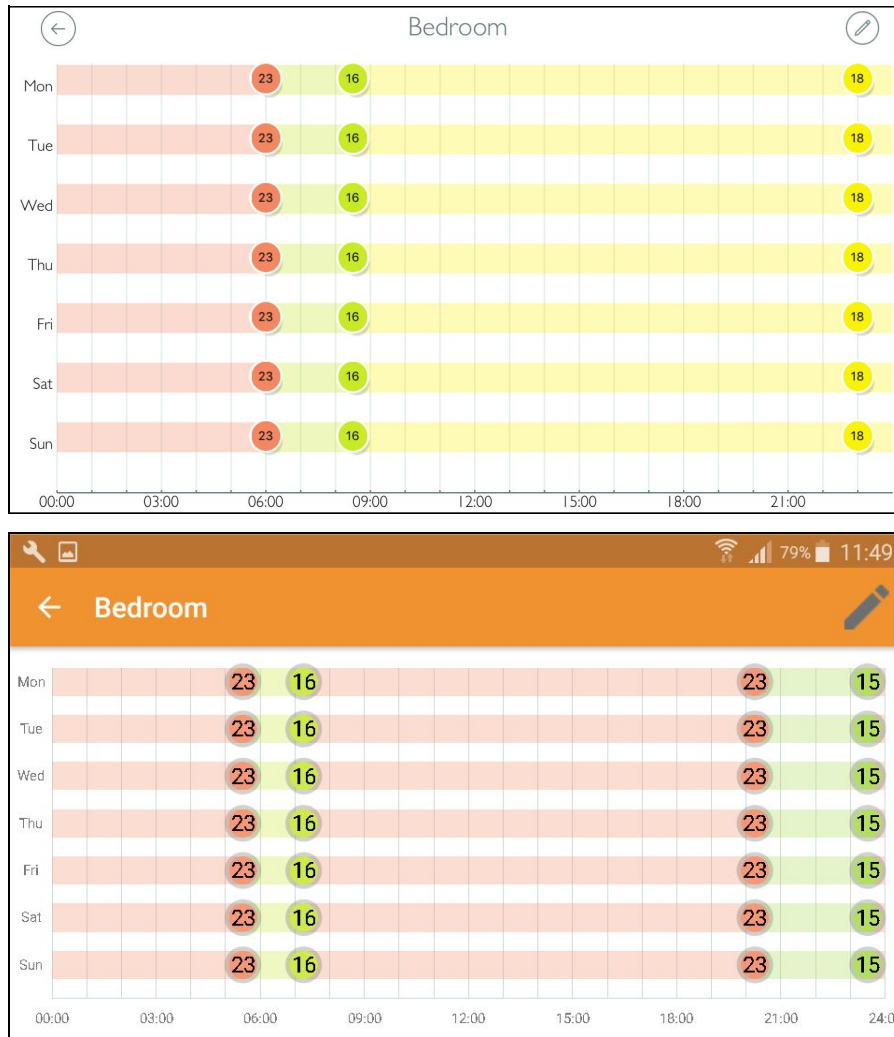 Bedroom
Mon 23 16 18
Tue 23 16 18
Wed 23 16 18
Thu 23 16 18
Fri 23 16 18
Sat 23 16 18
Sun 23 16 18
00:00 03:00 06:00 09:00 12:00 15:00 18:00 21:00
79% 11:49
Bedroom
Mon 23 16 23 15
Tue 23 16 23 15
Wed 23 16 23 15
Thu 23 16 23 15
Fri 23 16 23 15
Sat 23 16 23 15
Sun 23 16 23 15
00:00 03:00 06:00 09:00 12:00 15:00 18:00 21:00 24:0